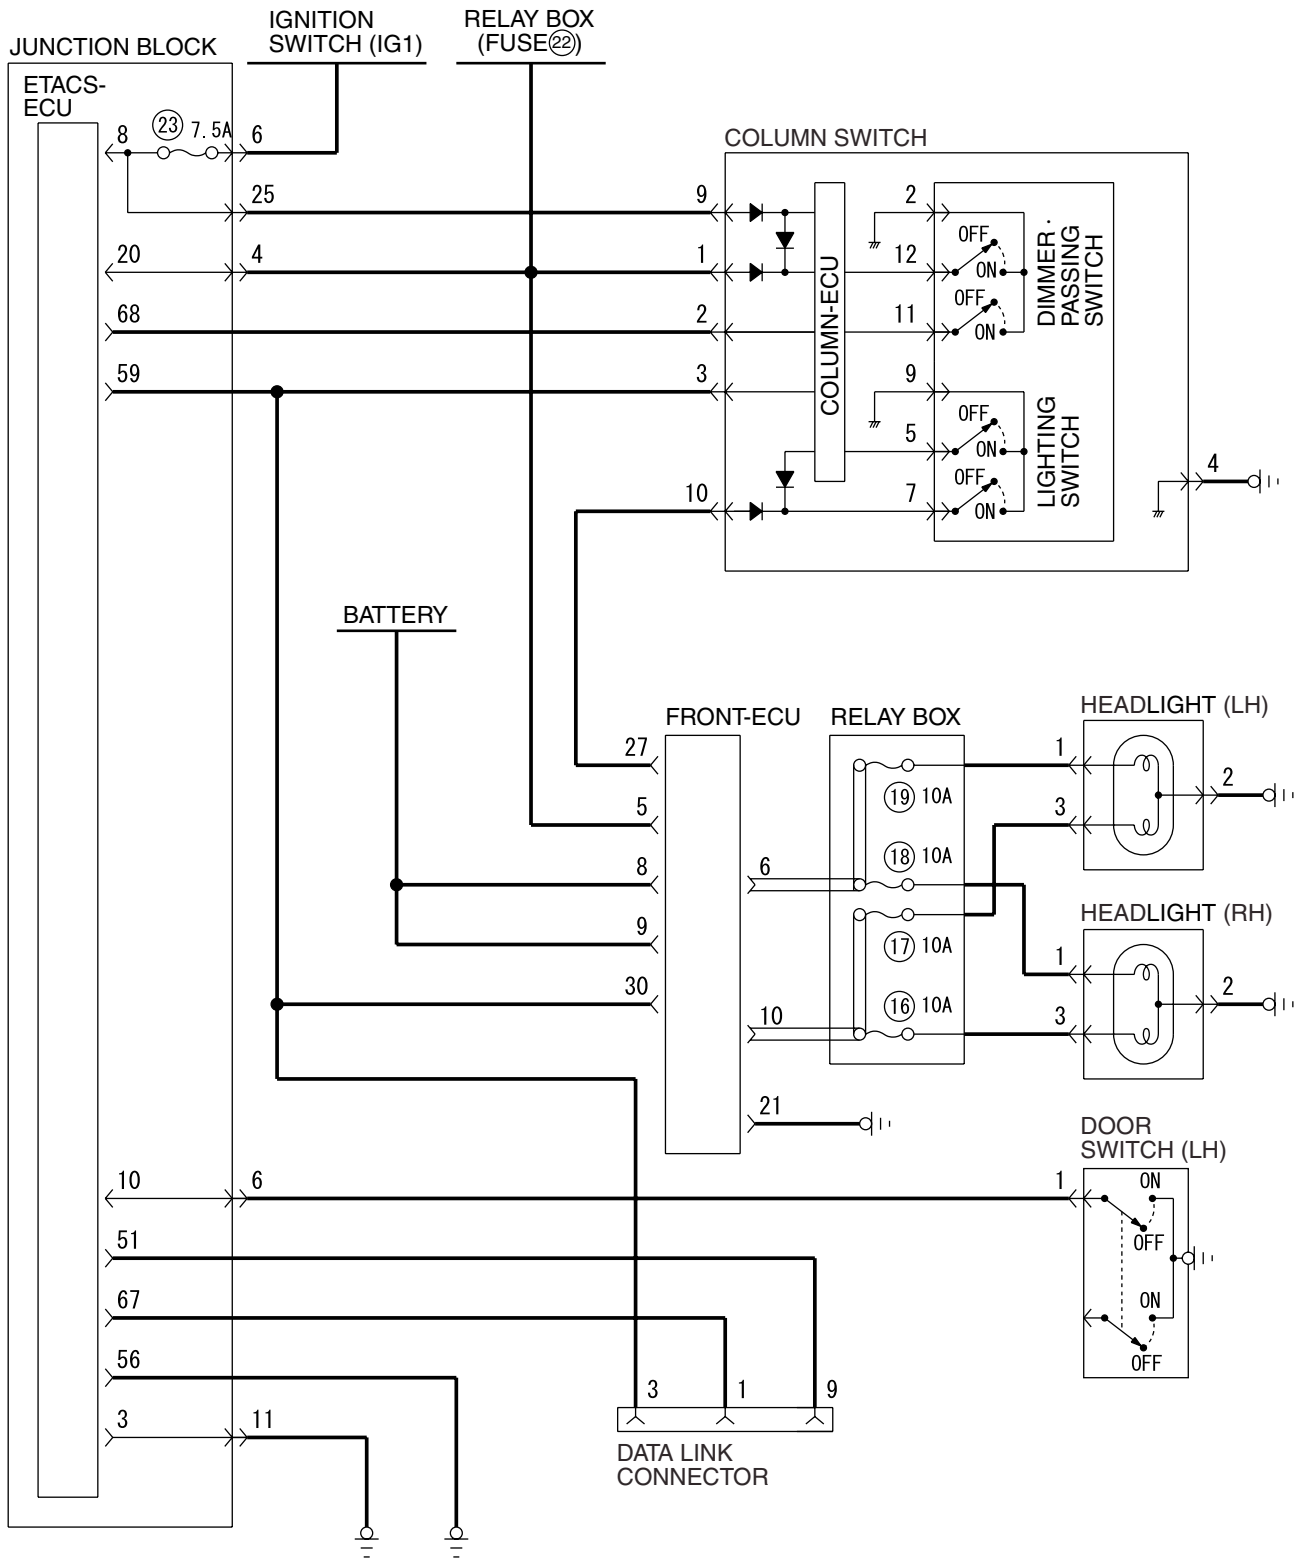 IGNITION
SWITCH (IG1)
RELAY BOX
(FUSE㉒)
JUNCTION BLOCK
ETACS-
ECU
8
㉓ 7.5A
6
25
20
4
68
59
COLUMN SWITCH
9
1
2
3
10
COLUMN-ECU
2
12
11
9
5
7
OFF
ON
OFF
ON
OFF
ON
OFF
ON
DIMMER·
PASSING
SWITCH
LIGHTING
SWITCH
4
BATTERY
FRONT-ECU
27
5
8
9
30
6
10
21
RELAY BOX
⑲ 10A
⑱ 10A
⑰ 10A
⑯ 10A
HEADLIGHT (LH)
1
3
2
HEADLIGHT (RH)
1
3
2
DOOR
SWITCH (LH)
1
ON
OFF
ON
OFF
10
6
51
67
56
3
11
3
1
9
DATA LINK
CONNECTOR